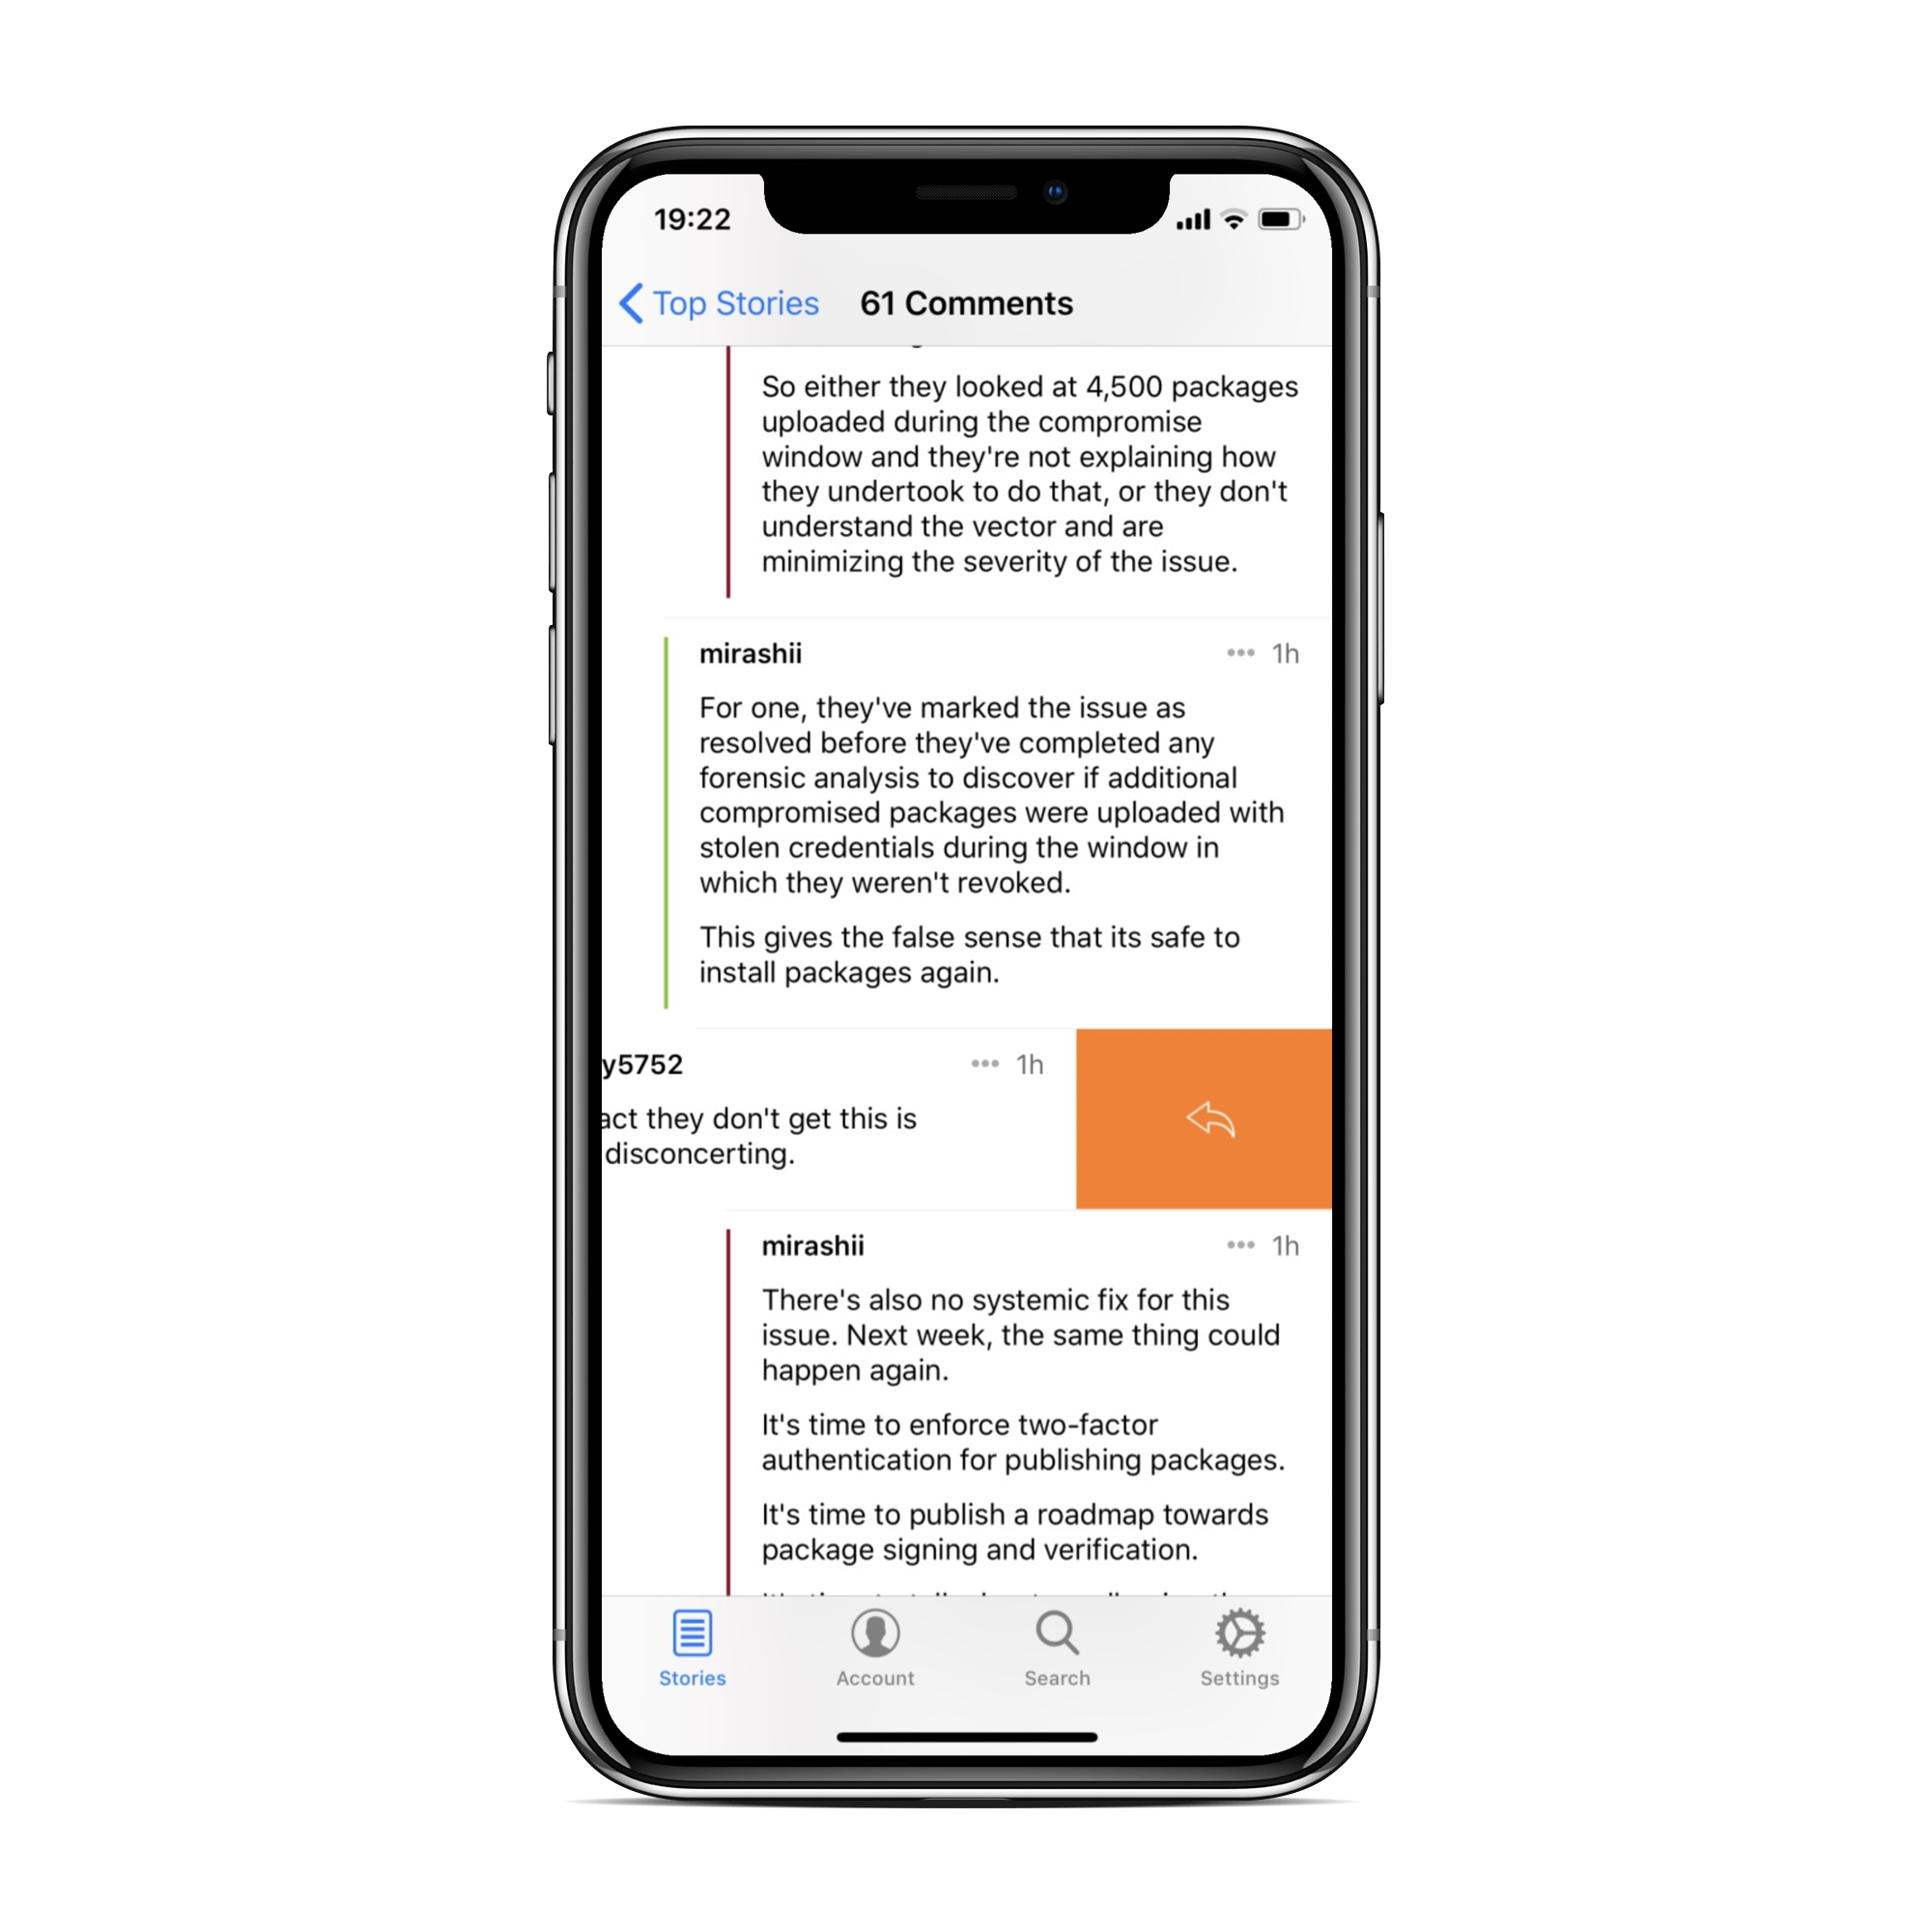 19:22
Top Stories 61 Comments
So either they looked at 4,500 packages
uploaded during the compromise
window and they're not explaining how
they undertook to do that, or they don't
understand the vector and are
minimizing the severity of the issue.
mirashii ••• 1h
For one, they've marked the issue as
resolved before they've completed any
forensic analysis to discover if additional
compromised packages were uploaded with
stolen credentials during the window in
which they weren't revoked.
This gives the false sense that its safe to
install packages again.
y5752 ••• 1h
act they don't get this is
disconcerting.
mirashii ••• 1h
There's also no systemic fix for this
issue. Next week, the same thing could
happen again.
It's time to enforce two-factor
authentication for publishing packages.
It's time to publish a roadmap towards
package signing and verification.
Stories Account Search Settings